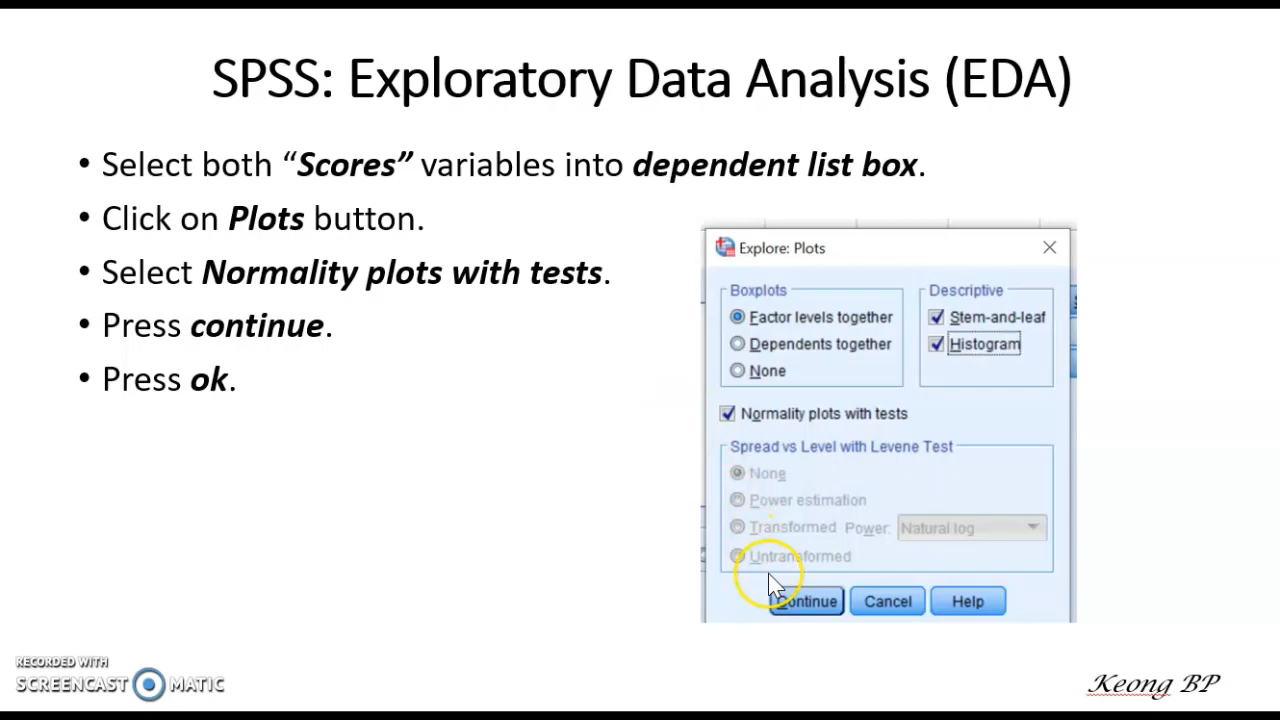 SPSS: Exploratory Data Analysis (EDA)
• Select both “Scores” variables into dependent list box.
• Click on Plots button.
• Select Normality plots with tests.
• Press continue.
• Press ok.
Explore: Plots
Boxplots
Factor levels together
Dependents together
None
Descriptive
Stem-and-leaf
Histogram
Normality plots with tests
Spread vs Level with Levene Test
None
Power estimation
Transformed Power: Natural log
Untransformed
Continue Cancel Help
RECORDED WITH
SCREENCAST MATIC
Keong BP